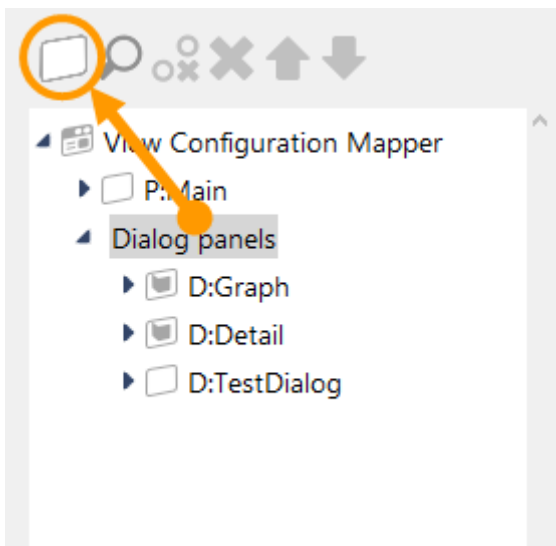 View Configuration Mapper
P:Main
Dialog panels
D:Graph
D:Detail
D:TestDialog